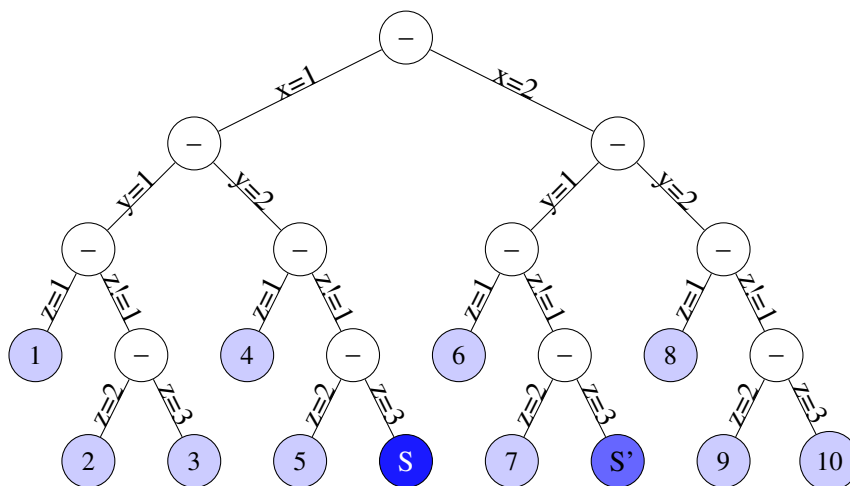 –
x=1 x=2
– –
y=1 y=2 y=1 y=2
– – – –
z=1 z!=1 z=1 z!=1 z=1 z!=1 z=1 z!=1
1 – 4 – 6 – 8 –
z=2 z=3 z=2 z=3 z=2 z=3 z=2 z=3
2 3 5 S 7 S’ 9 10